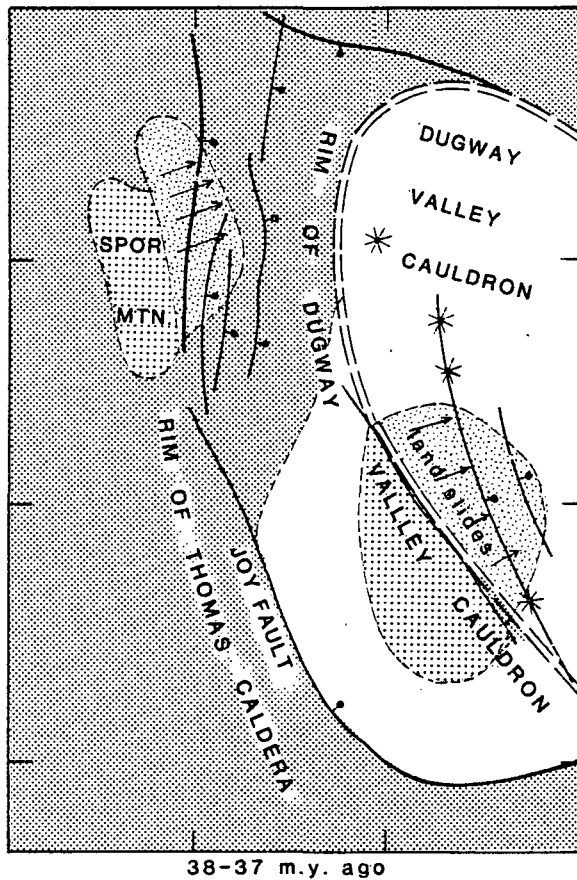 DUGWAY
VALLEY
CAULDRON
RIM OF DUGWAY
VALLLEY
CAULDRON
SPOR
MTN
land slides
JOY FAULT
RIM OF THOMAS CALDERA
38-37 m.y. ago